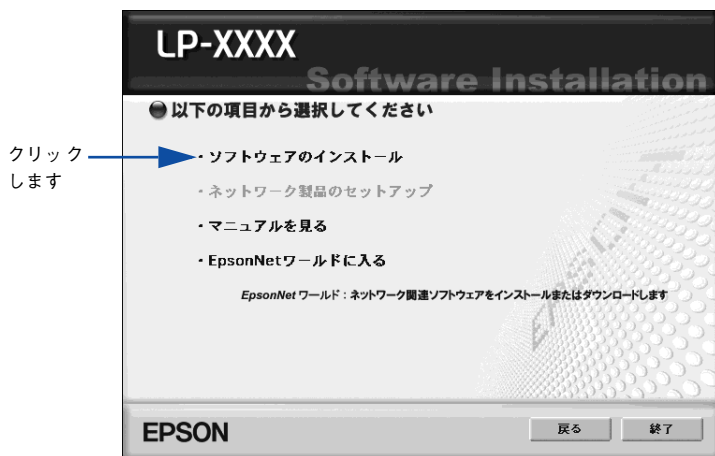 LP-XXXX
Software Installation
以下の項目から選択してください
クリック
します
・ソフトウェアのインストール
・ネットワーク製品のセットアップ
・マニュアルを見る
・EpsonNetワールドに入る
EpsonNet ワールド：ネットワーク関連ソフトウェアをインストールまたはダウンロードします
EPSON
EPSON
戻る
終了